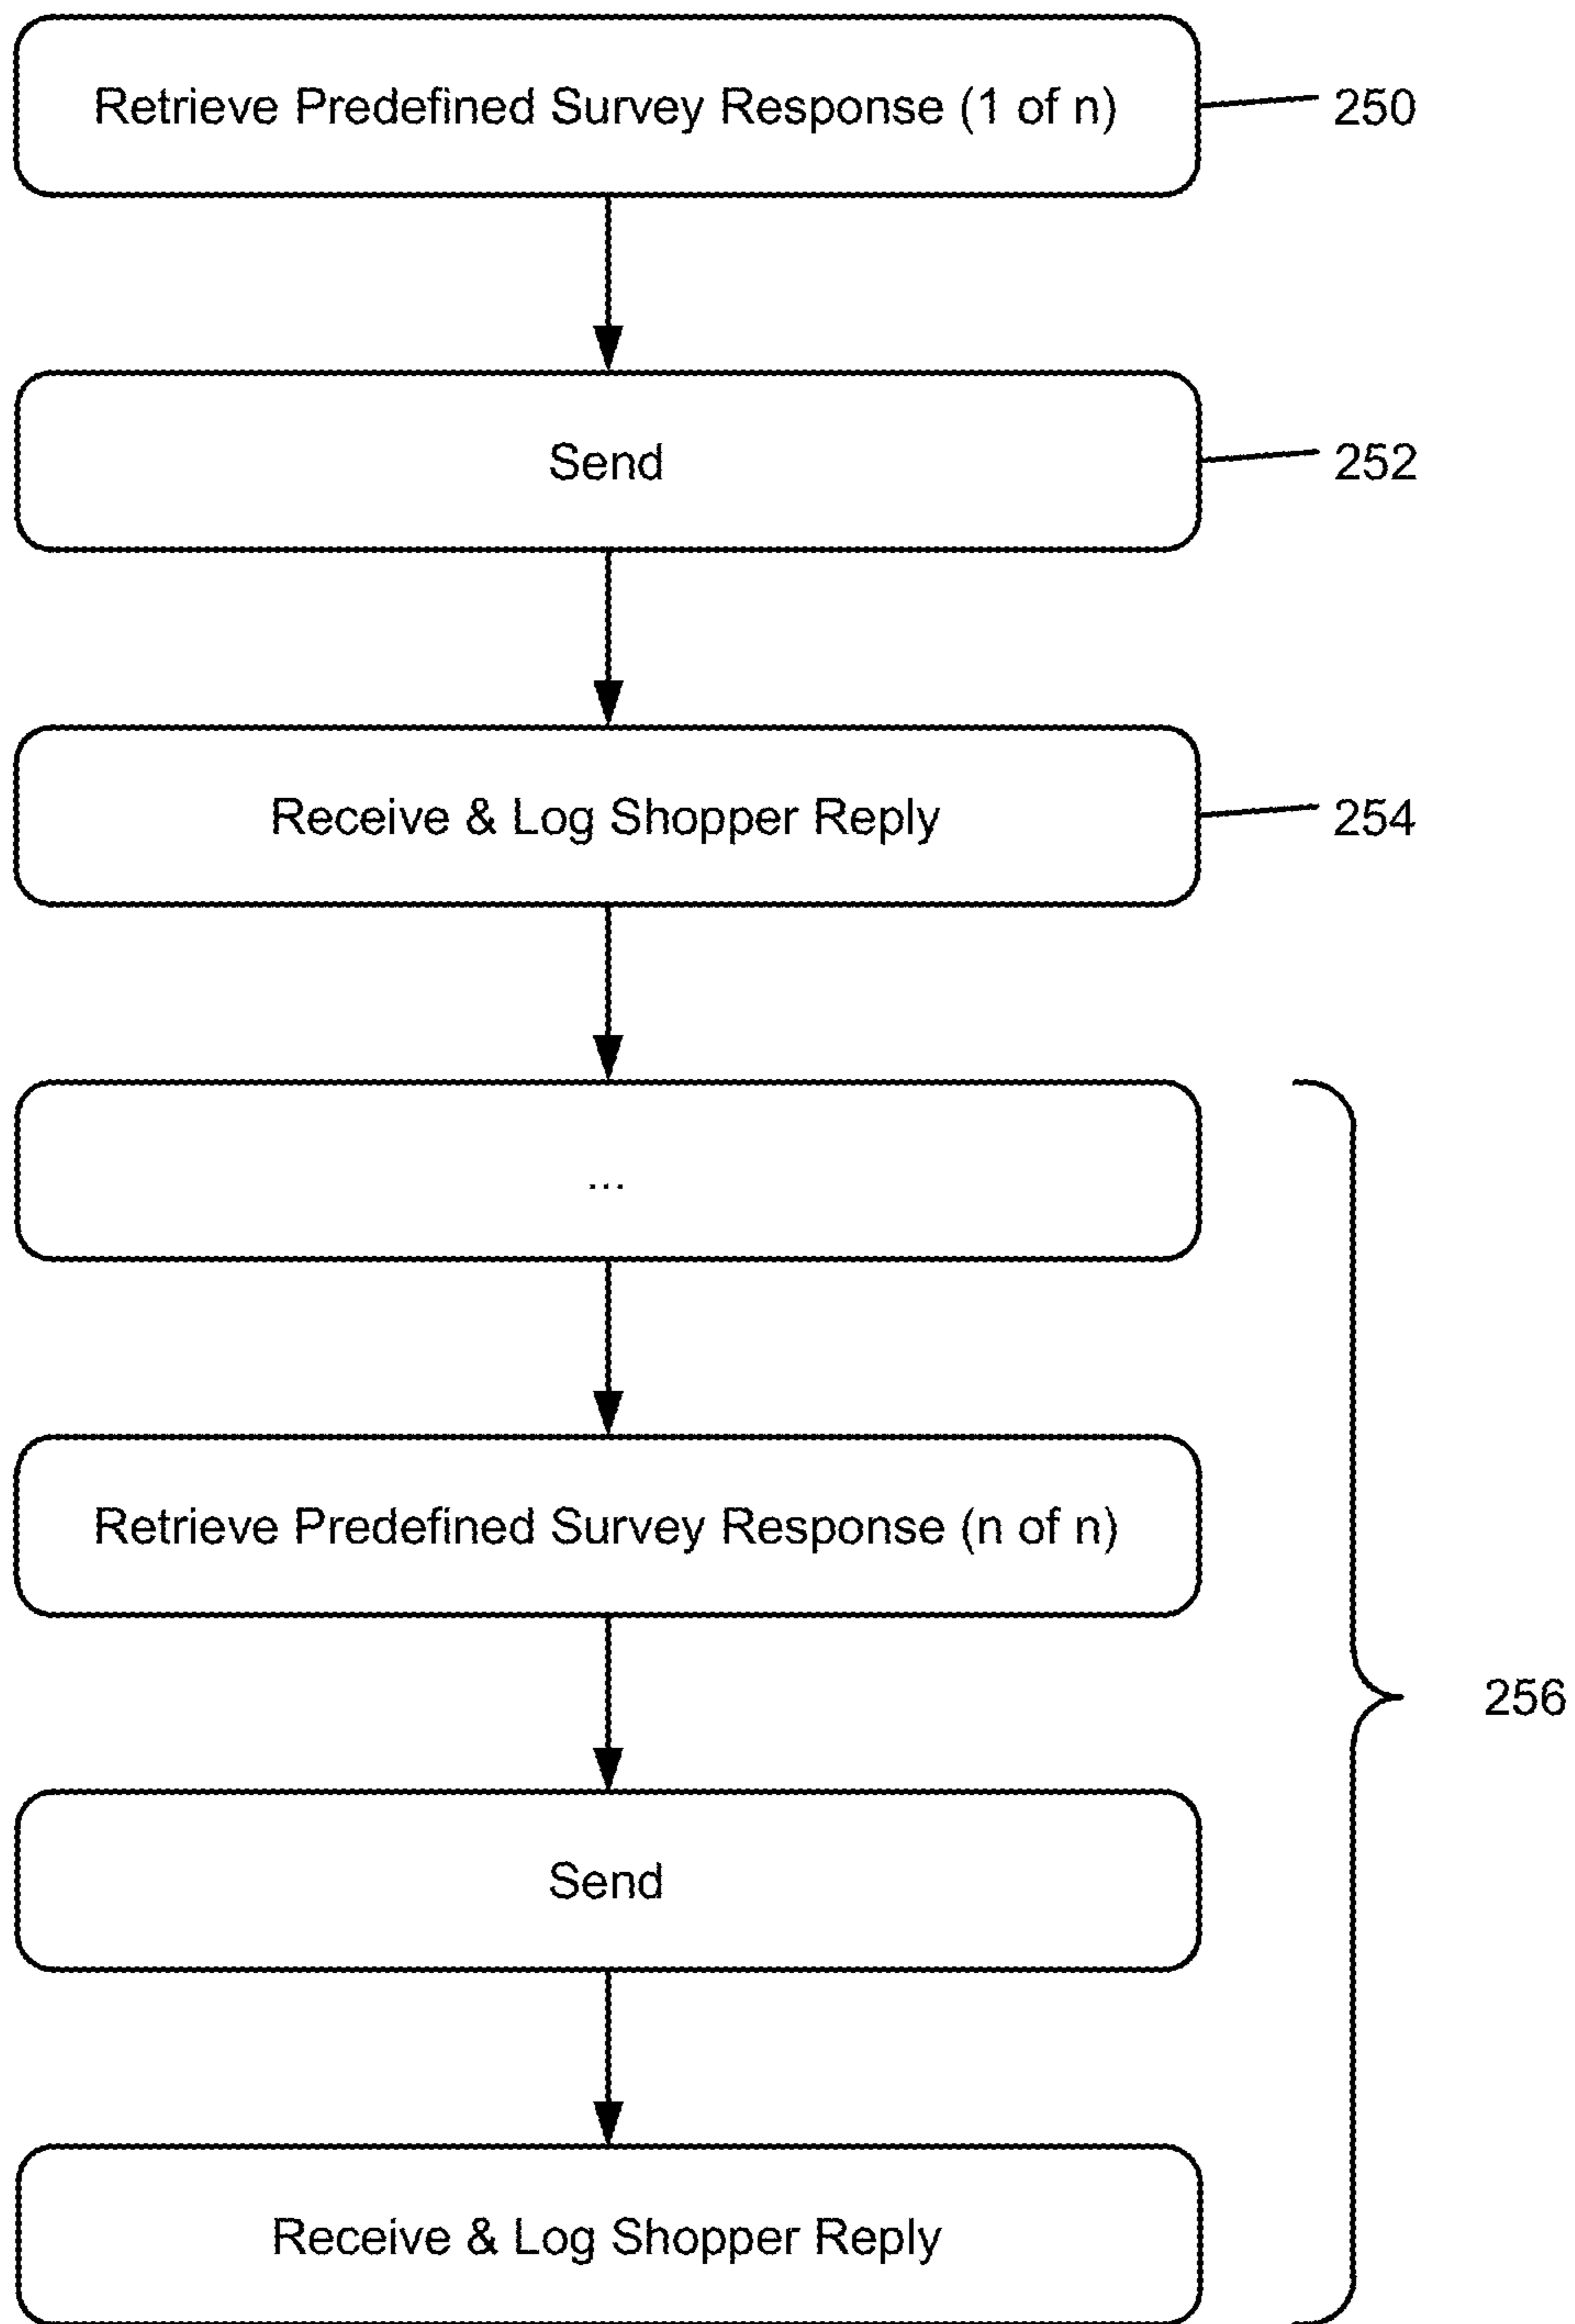 Retrieve Predefined Survey Response (1 of n)
250
Send
252
Receive & Log Shopper Reply
254
...
Retrieve Predefined Survey Response (n of n)
256
Send
Receive & Log Shopper Reply